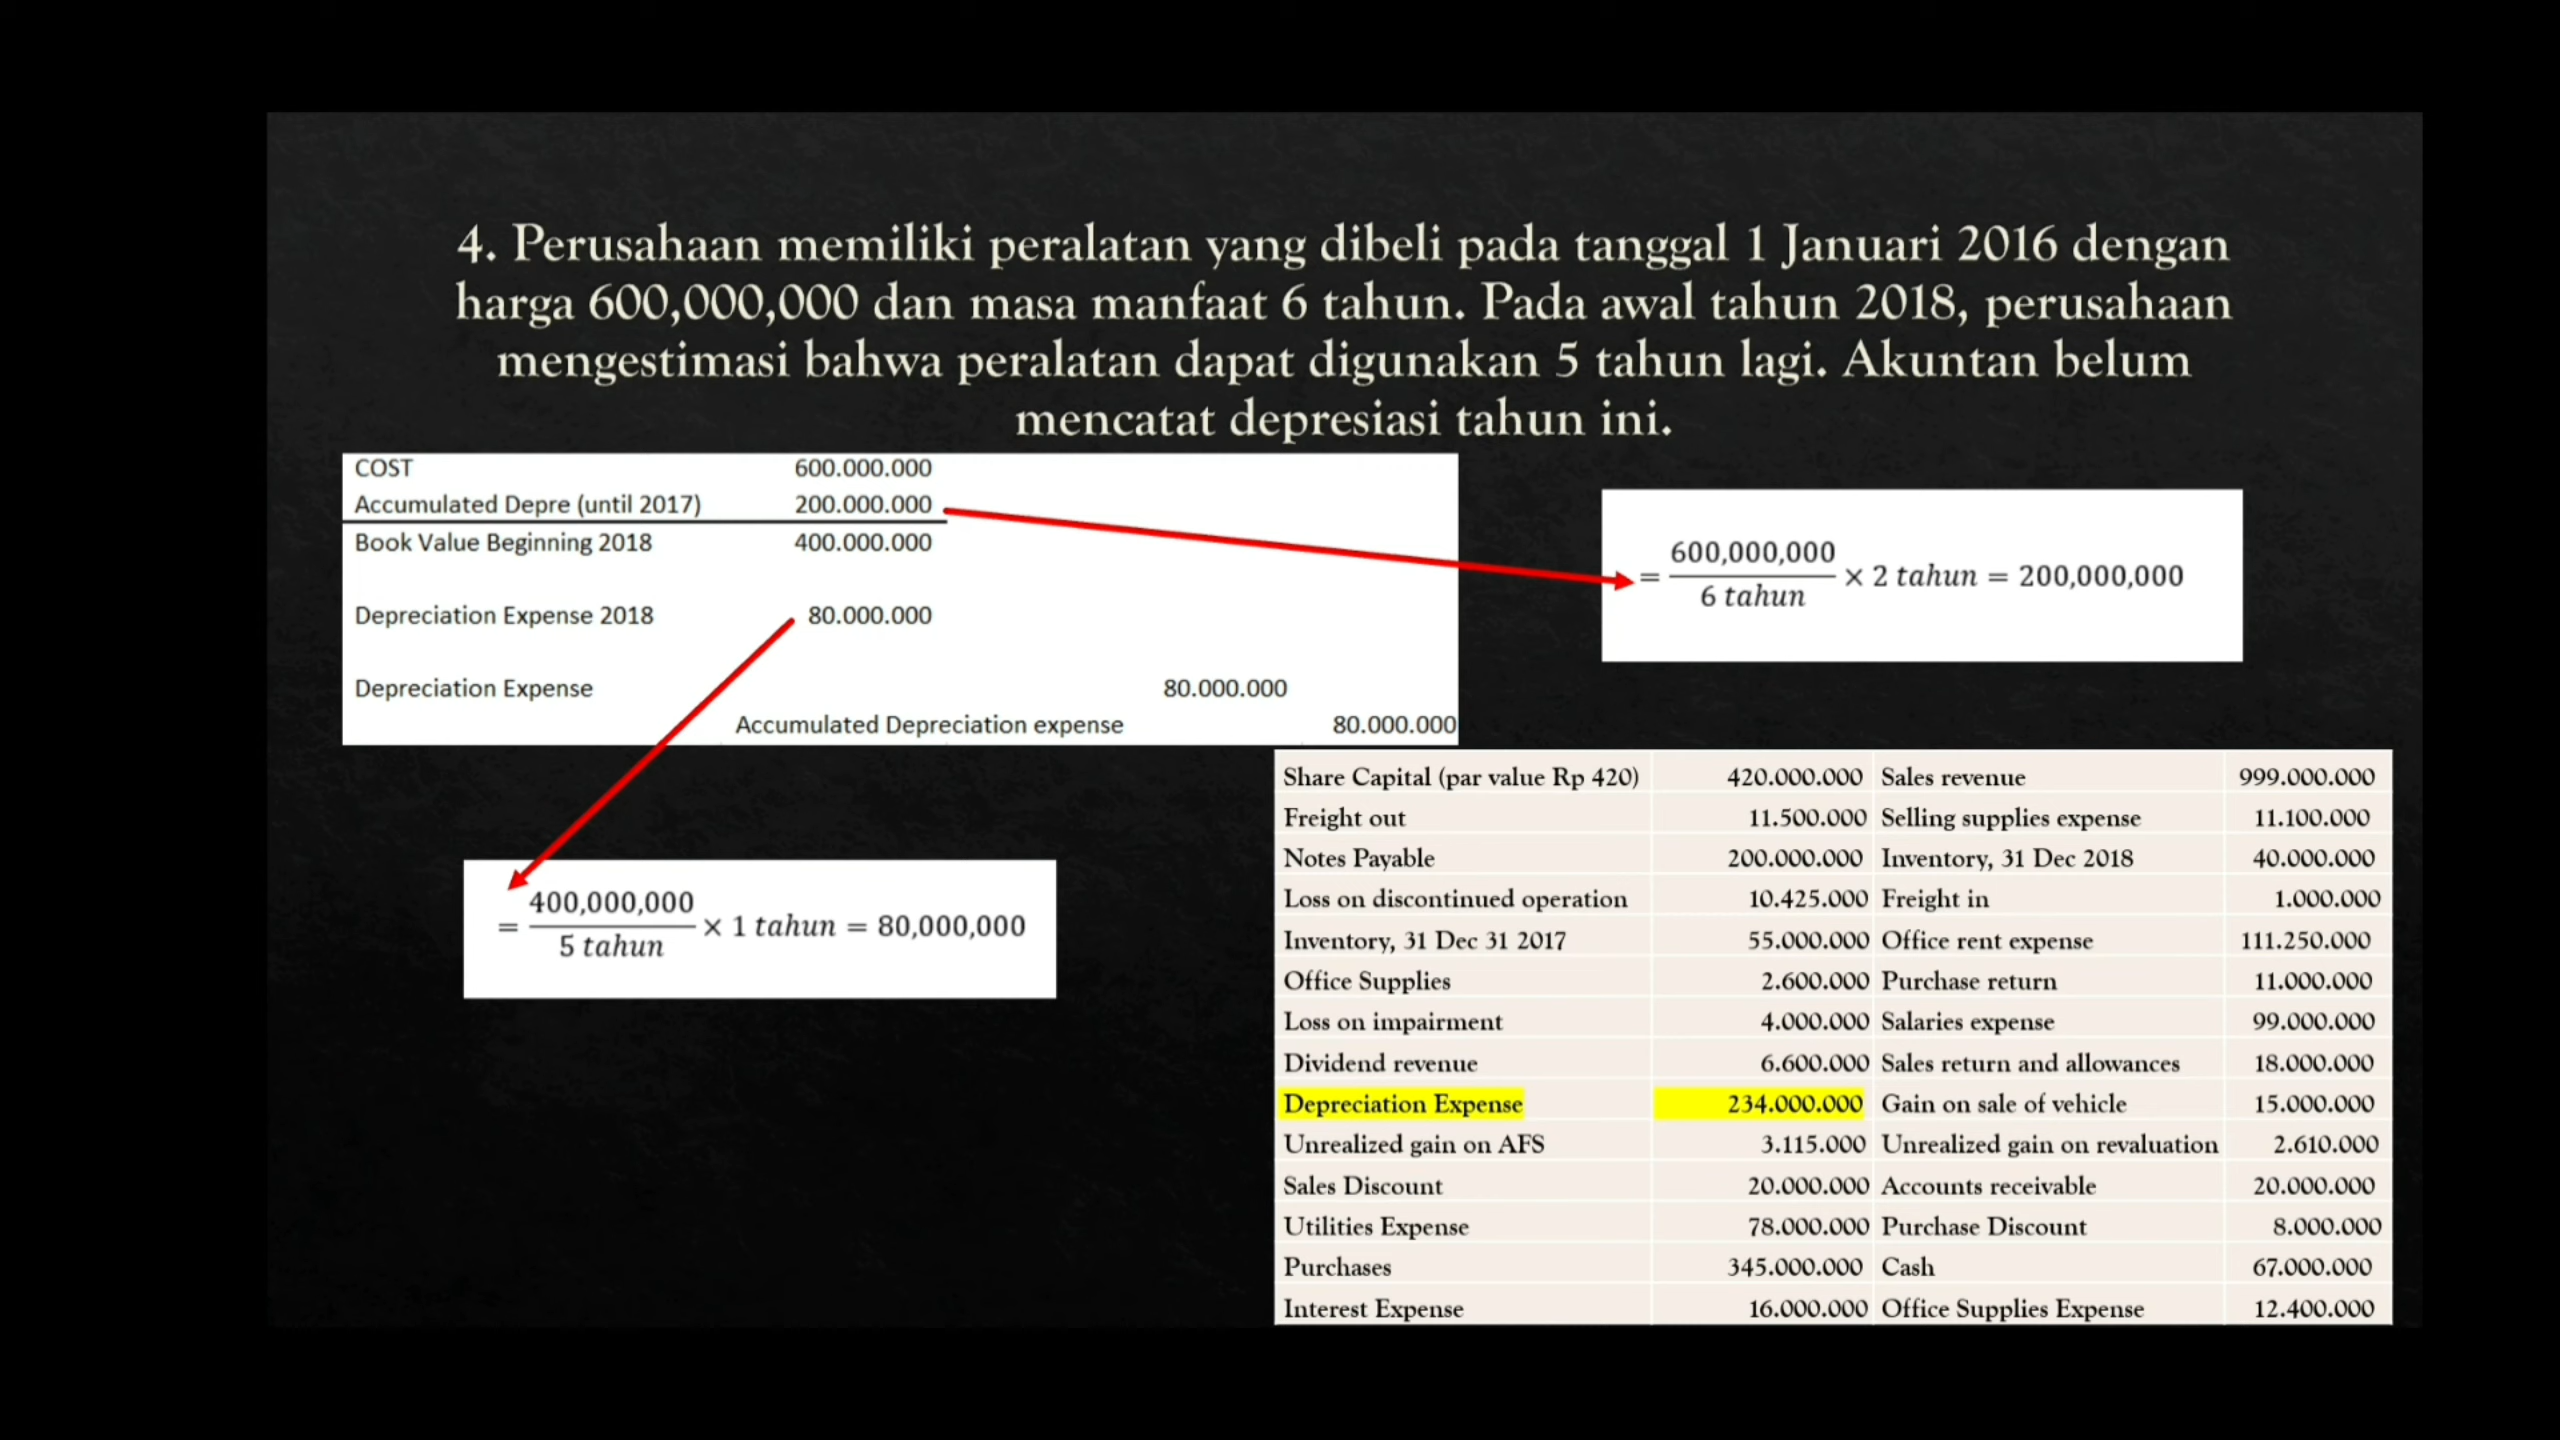 4. Perusahaan memiliki peralatan yang dibeli pada tanggal 1 Januari 2016 dengan
harga 600,000,000 dan masa manfaat 6 tahun. Pada awal tahun 2018, perusahaan
mengestimasi bahwa peralatan dapat digunakan 5 tahun lagi. Akuntan belum
mencatat depresiasi tahun ini.
COST 600.000.000
Accumulated Depre (until 2017) 200.000.000
Book Value Beginning 2018 400.000.000
Depreciation Expense 2018 80.000.000
Depreciation Expense 80.000.000
Accumulated Depreciation expense 80.000.000
= 600,000,000 / 6 tahun × 2 tahun = 200,000,000
= 400,000,000 / 5 tahun × 1 tahun = 80,000,000
Share Capital (par value Rp 420) 420.000.000 Sales revenue 999.000.000
Freight out 11.500.000 Selling supplies expense 11.100.000
Notes Payable 200.000.000 Inventory, 31 Dec 2018 40.000.000
Loss on discontinued operation 10.425.000 Freight in 1.000.000
Inventory, 31 Dec 31 2017 55.000.000 Office rent expense 111.250.000
Office Supplies 2.600.000 Purchase return 11.000.000
Loss on impairment 4.000.000 Salaries expense 99.000.000
Dividend revenue 6.600.000 Sales return and allowances 18.000.000
Depreciation Expense 234.000.000 Gain on sale of vehicle 15.000.000
Unrealized gain on AFS 3.115.000 Unrealized gain on revaluation 2.610.000
Sales Discount 20.000.000 Accounts receivable 20.000.000
Utilities Expense 78.000.000 Purchase Discount 8.000.000
Purchases 345.000.000 Cash 67.000.000
Interest Expense 16.000.000 Office Supplies Expense 12.400.000